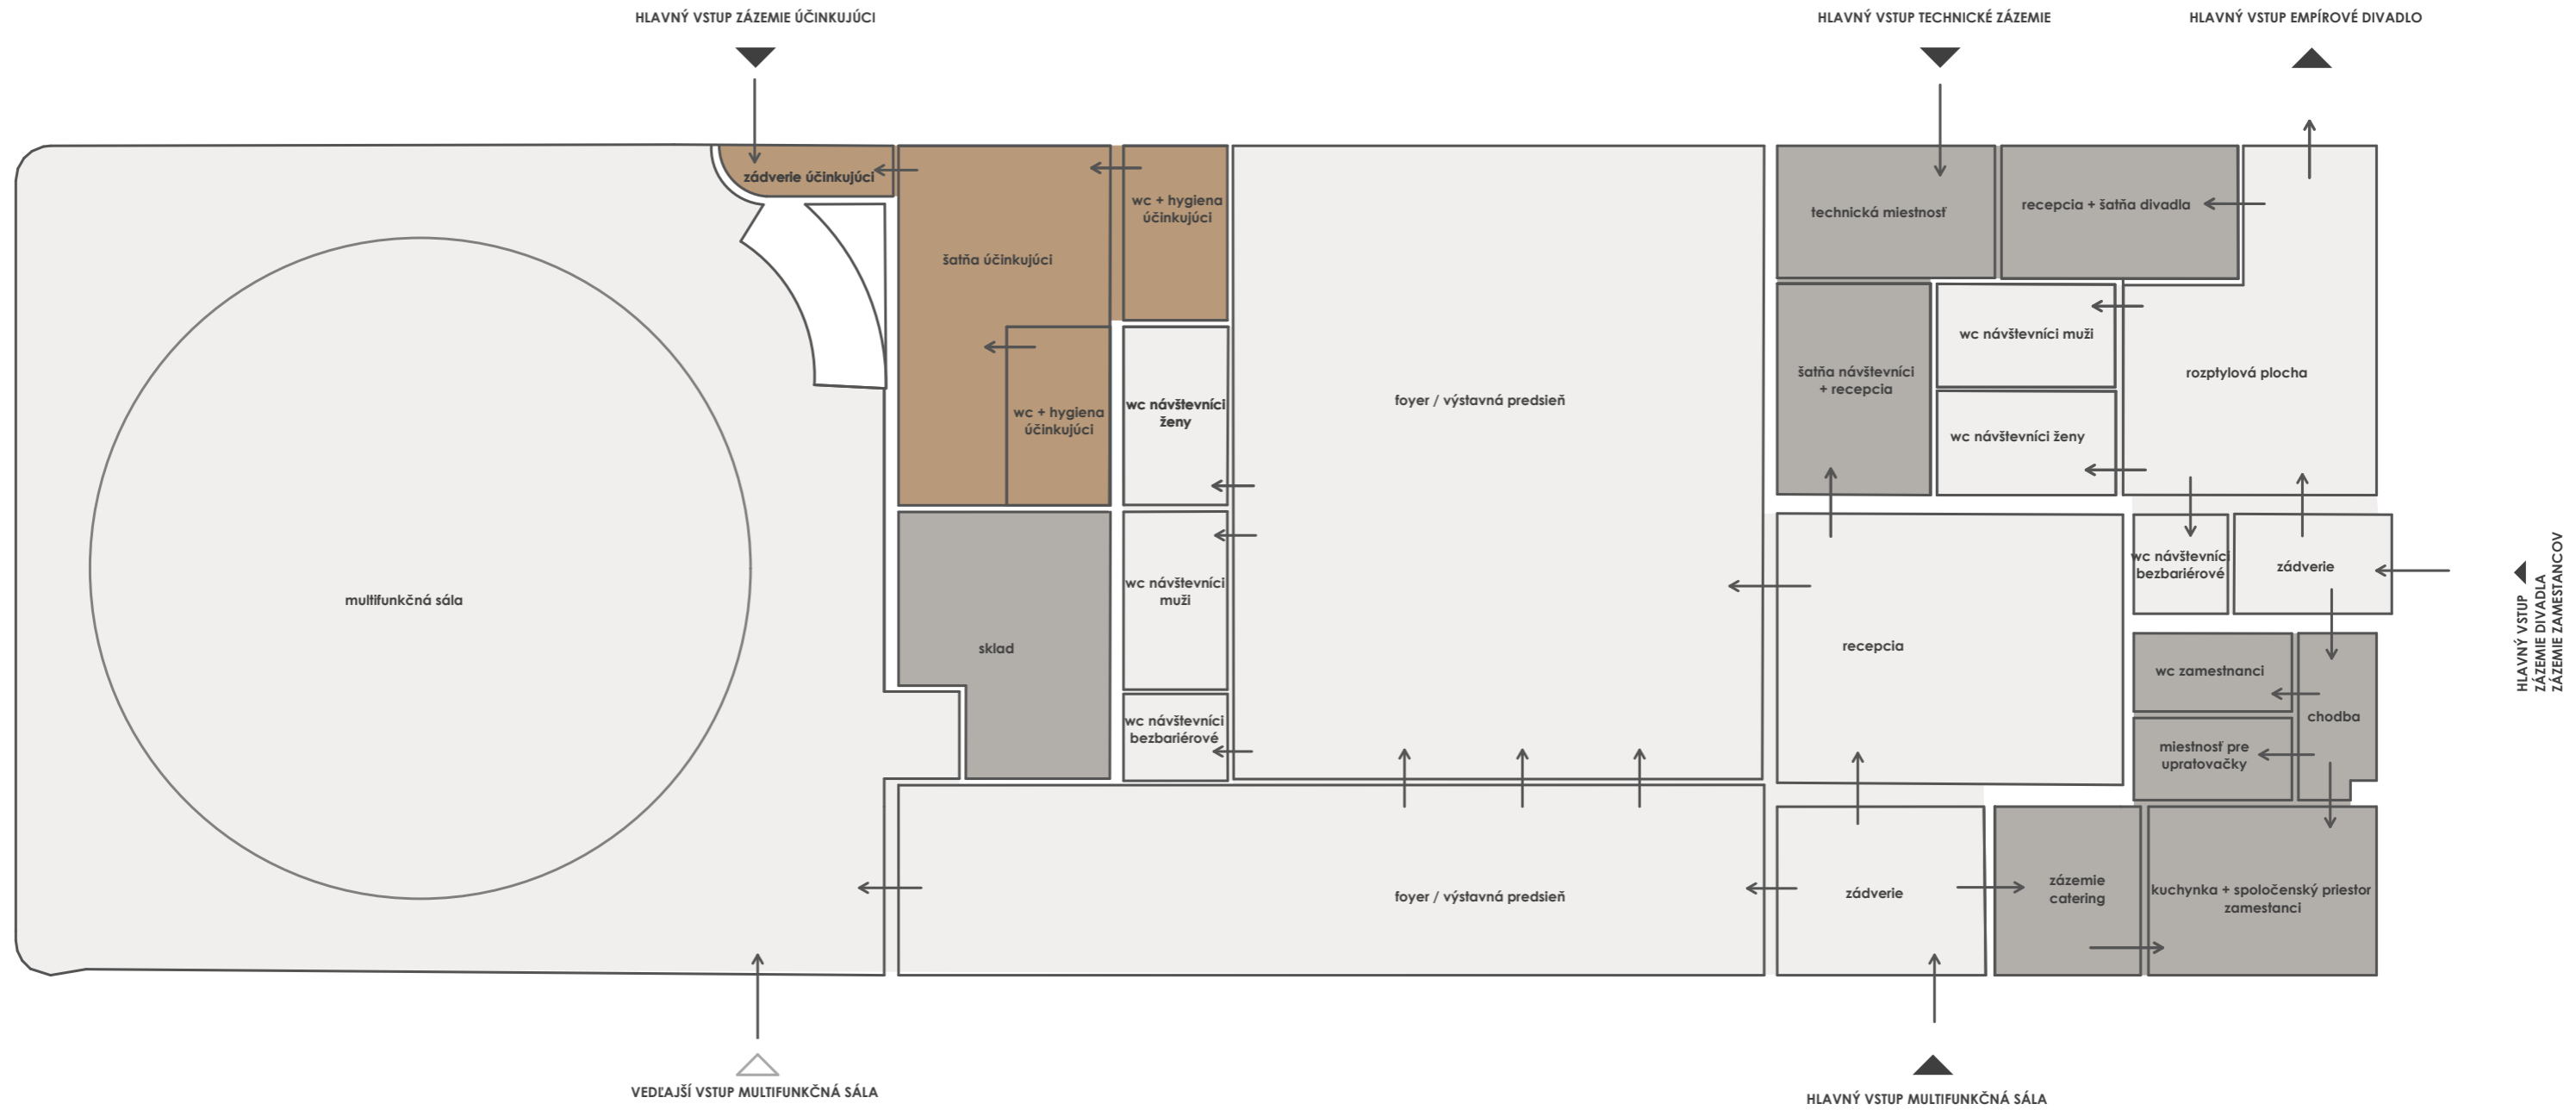 HLAVNÝ VSTUP ZÁZEMIE ÚČINKUJÚCI
HLAVNÝ VSTUP TECHNICKÉ ZÁZEMIE
HLAVNÝ VSTUP EMPÍROVÉ DIVADLO
zádverie účinkujúci
wc + hygiena
účinkujúci
šatňa účinkujúci
technická miestnosť
recepcia + šatňa divadla
wc návštevníci muži
šatňa návštevníci
+ recepcia
rozptylová plocha
foyer / výstavná predsieň
wc + hygiena
účinkujúci
wc návštevníci
ženy
wc návštevníci ženy
multifunkčná sála
wc návštevníci
muži
wc návštevníci
bezbariérové
zádverie
HLAVNÝ VSTUP
ZÁZEMIE DIVADLA
ZÁZEMIE ZAMESTANCOV
sklad
recepcia
wc zamestnanci
chodba
wc návštevníci
bezbariérové
miestnosť pre
upratovačky
foyer / výstavná predsieň
zádverie
zázemie
catering
kuchynka + spoločenský priestor
zamestanci
VEDĽAJŠÍ VSTUP MULTIFUNKČNÁ SÁLA
HLAVNÝ VSTUP MULTIFUNKČNÁ SÁLA